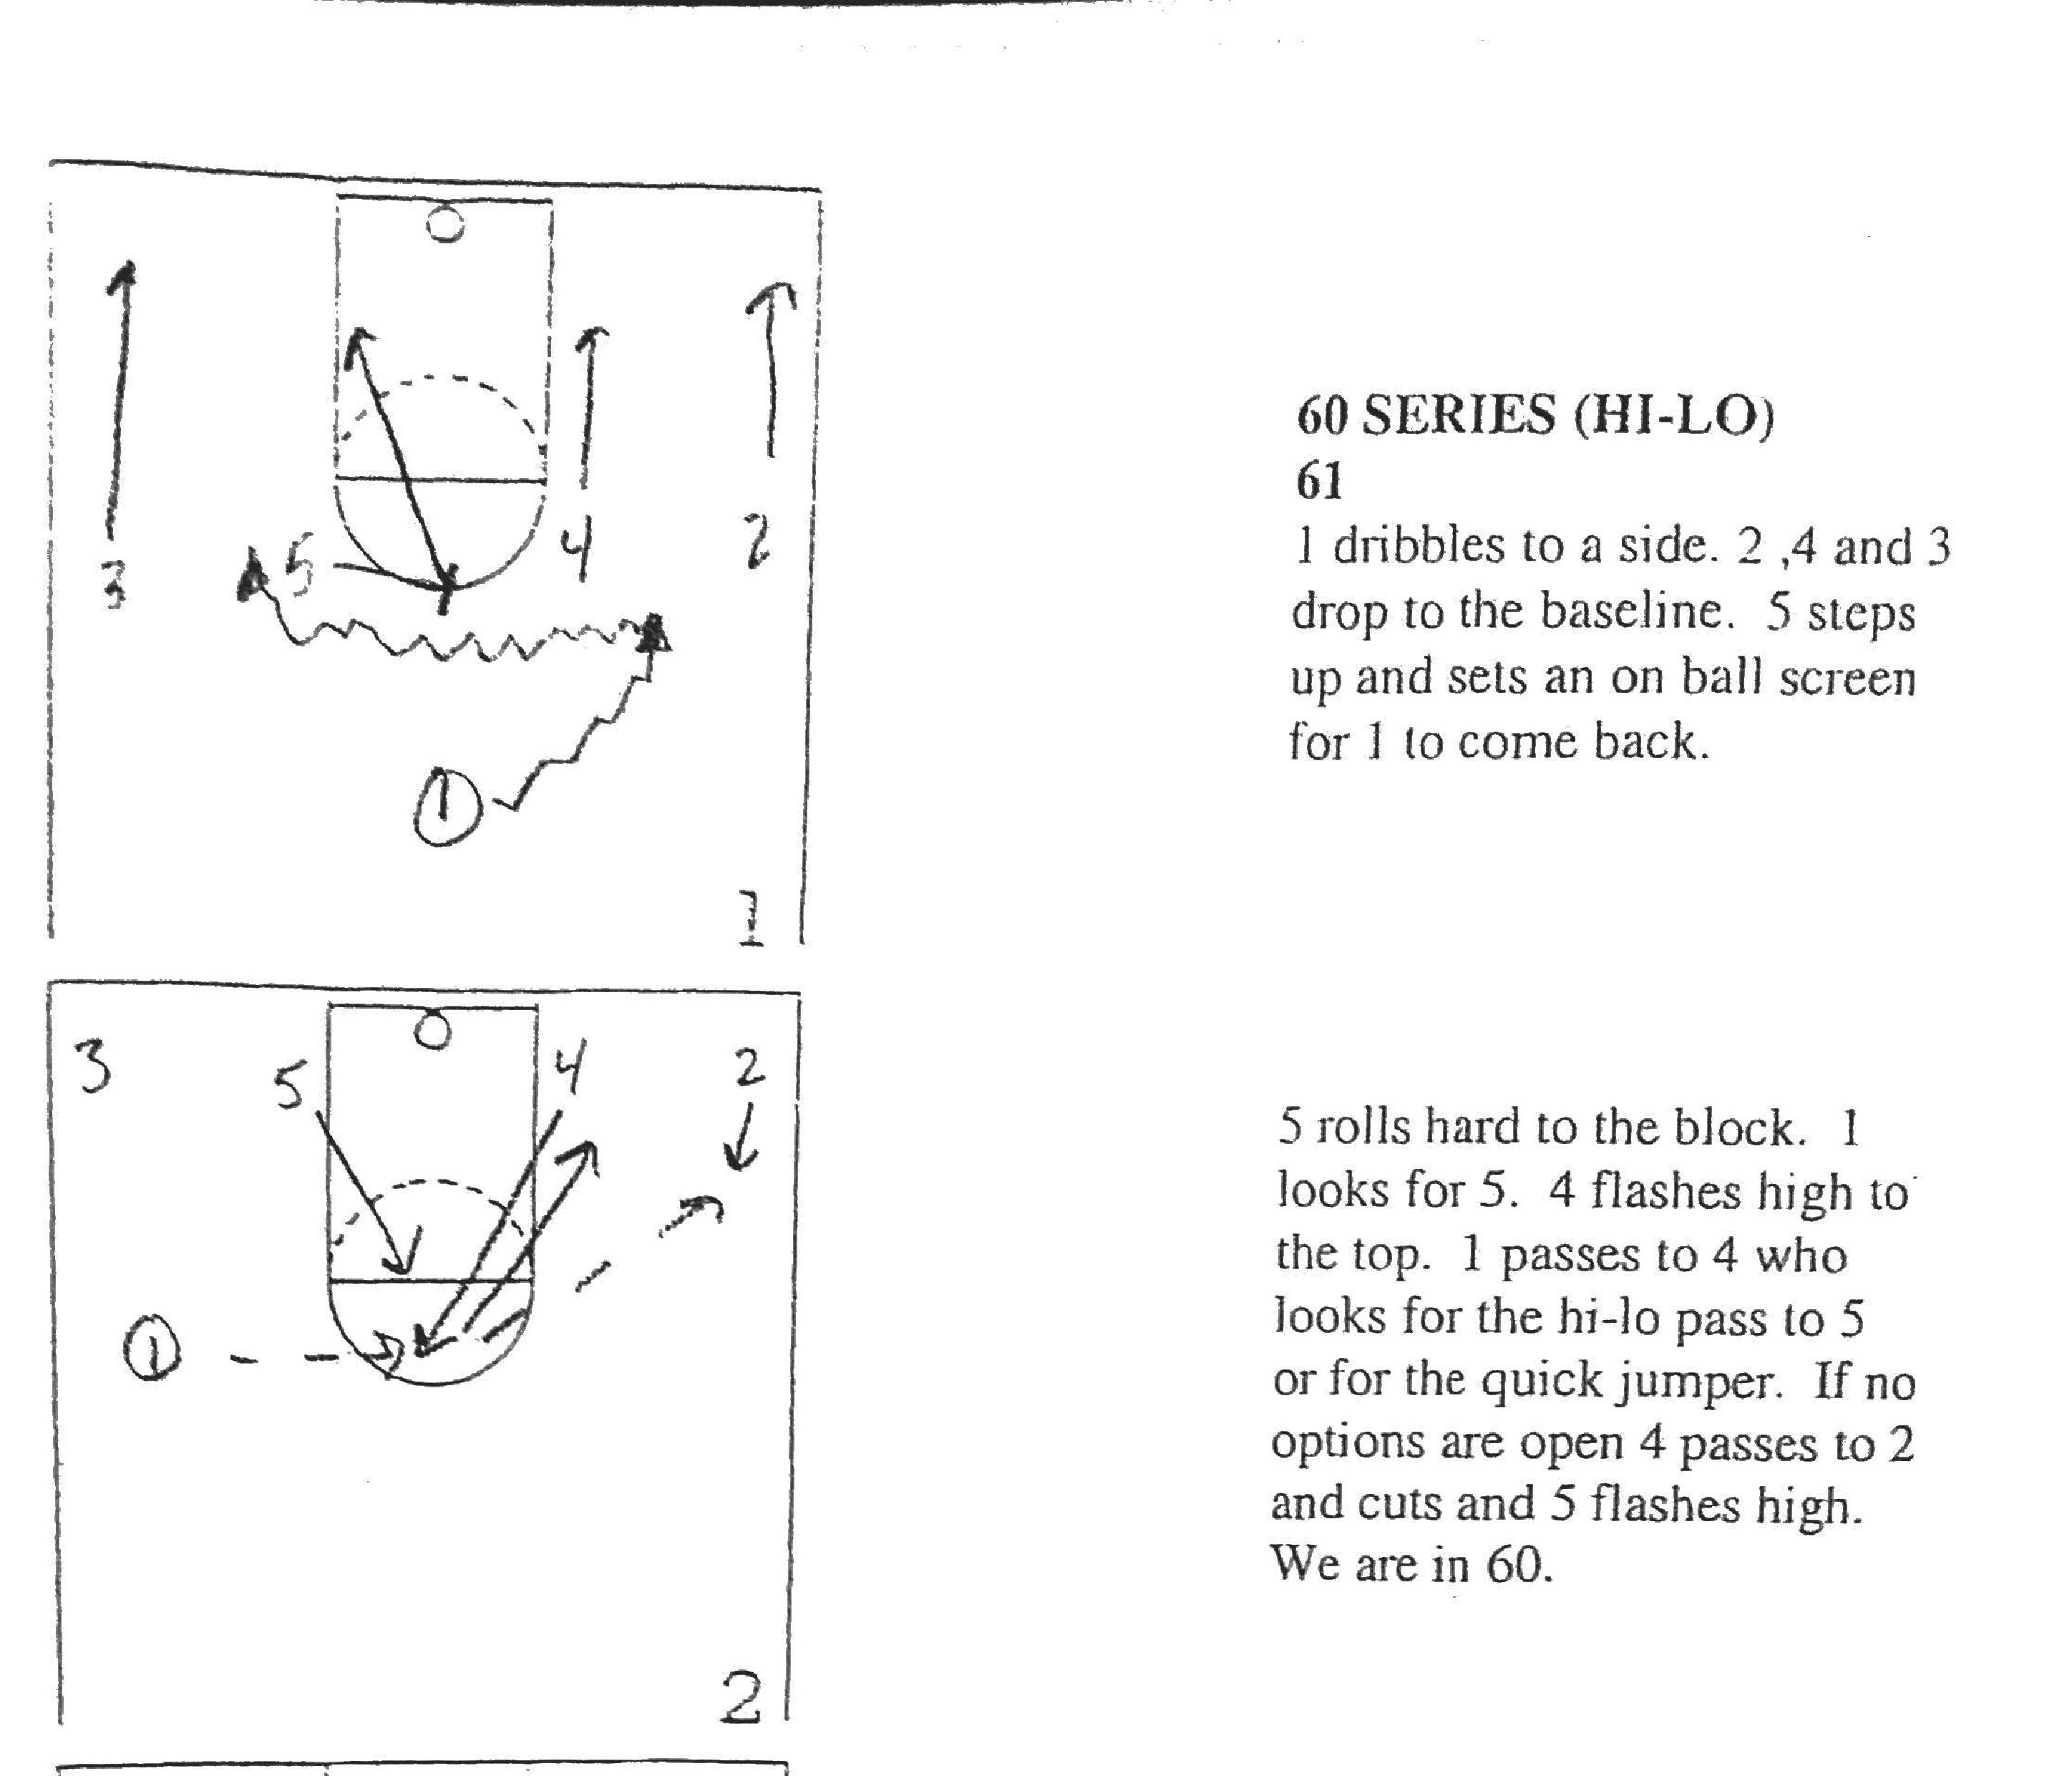 3
5
4
2
1
1
60 SERIES (HI-LO)
61
1 dribbles to a side. 2 ,4 and 3
drop to the baseline. 5 steps
up and sets an on ball screen
for 1 to come back.
3
5
4
2
1
2
5 rolls hard to the block. 1
looks for 5. 4 flashes high to
the top. 1 passes to 4 who
looks for the hi-lo pass to 5
or for the quick jumper. If no
options are open 4 passes to 2
and cuts and 5 flashes high.
We are in 60.